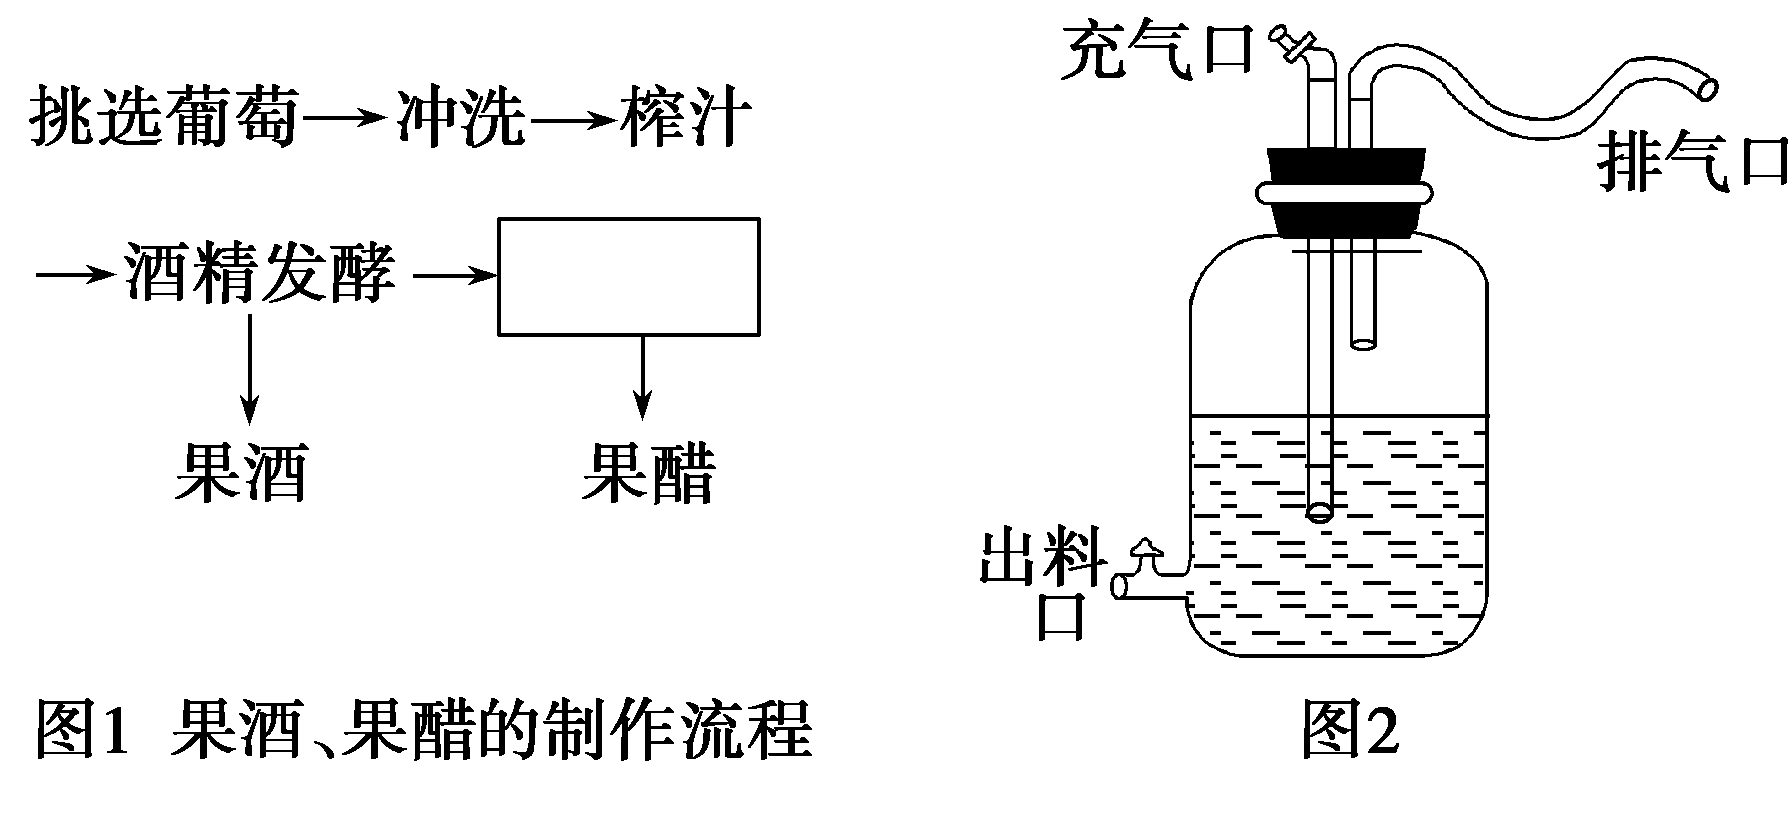 挑选葡萄→冲洗→榨汁
→酒精发酵→
果酒 果醋
图1 果酒、果醋的制作流程
充气口
排气口
出料
口
图2